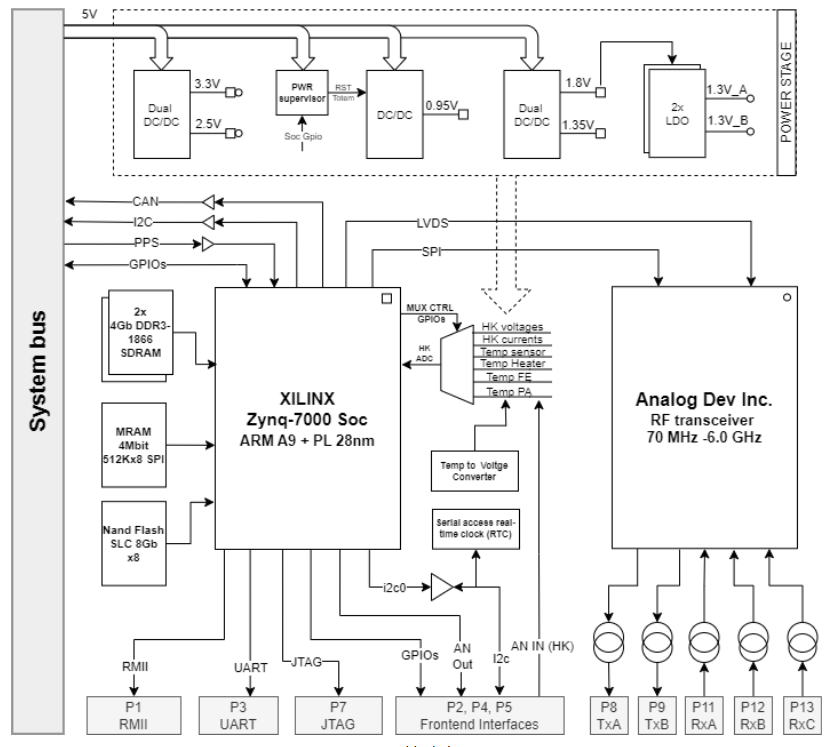 5V
3.3V
2.5V
Dual
DC/DC
PWR
supervisor
RST
Totem
Soc Gpio
DC/DC
0.95V
Dual
DC/DC
1.8V
1.35V
2x
LDO
1.3V_A
1.3V_B
POWER STAGE
System bus
CAN
I2C
PPS
GPIOs
LVDS
SPI
2x
4Gb DDR3-
1866
SDRAM
MRAM
4Mbit
512Kx8 SPI
Nand Flash
SLC 8Gb
x8
XILINX
Zynq-7000 Soc
ARM A9 + PL 28nm
MUX CTRL
GPIOs
HK
ADC
HK voltages
HK currents
Temp sensor
Temp Heater
Temp FE
Temp PA
Temp to Voltge
Converter
Serial access real-
time clock (RTC)
Analog Dev Inc.
RF transceiver
70 MHz -6.0 GHz
i2c0
RMII
UART
JTAG
GPIOs
AN
Out
I2c
AN IN (HK)
P1
RMII
P3
UART
P7
JTAG
P2, P4, P5
Frontend Interfaces
P8
TxA
P9
TxB
P11
RxA
P12
RxB
P13
RxC